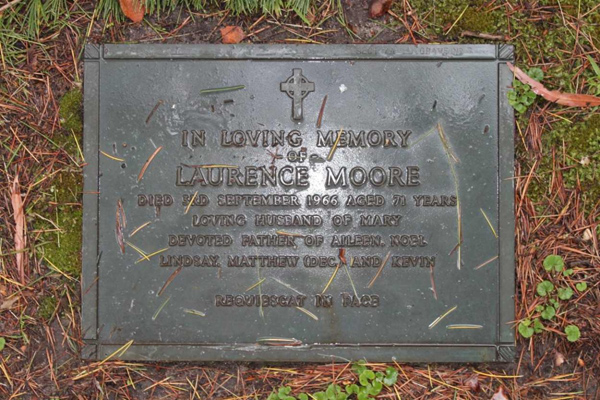 IN LOVING MEMORY
OF
LAURENCE MOORE
DIED 3RD SEPTEMBER 1966 AGED 71 YEARS
LOVING HUSBAND OF MARY
DEVOTED FATHER OF AILEEN, NOEL
LINDSAY, MATTHEW (DEC) AND KEVIN
REQUIESCAT IN PACE